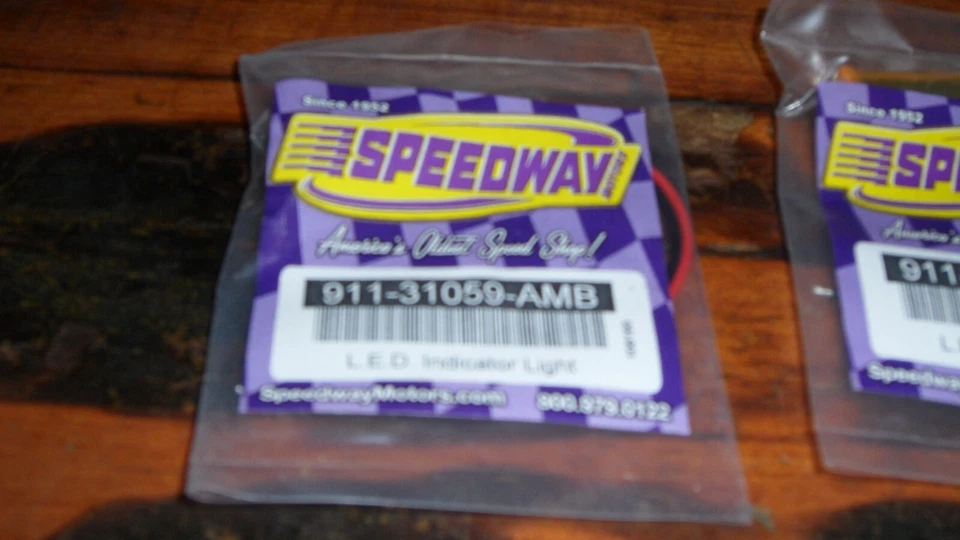 Since 1952
SPEEDWAY
America's Oldest Speed Shop!
911-31059-AMB
L.E.D. Indicator Light
SpeedwayMotors.com 800.979.0122
Since 1952
SPE
America's
911
L.
Speedwa